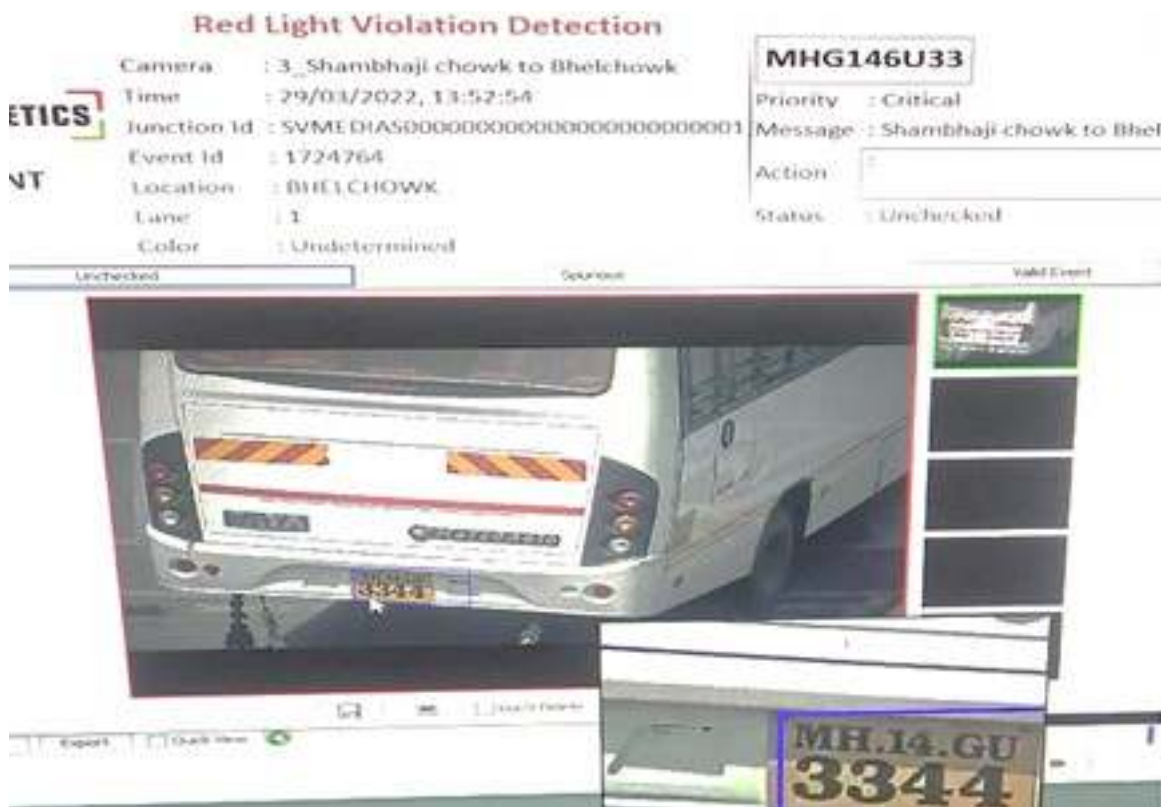 Red Light Violation Detection
Camera : 3_Shambhaji chowk to Bhelchowk
Time : 29/03/2022, 13:52:54
Junction Id : SVMEDIAS0000000000000000000000001
Event Id : 1724764
Location : BHELCHOWK
Lane : 1
Color : Undetermined
ETICS
NT
MHG146U33
Priority : Critical
Message : Shambhaji chowk to Bhel
Action :
Status : Unchecked
Unchecked
Spurious
Valid Event
3344
Export
Quick View
MH.14.GU
3344